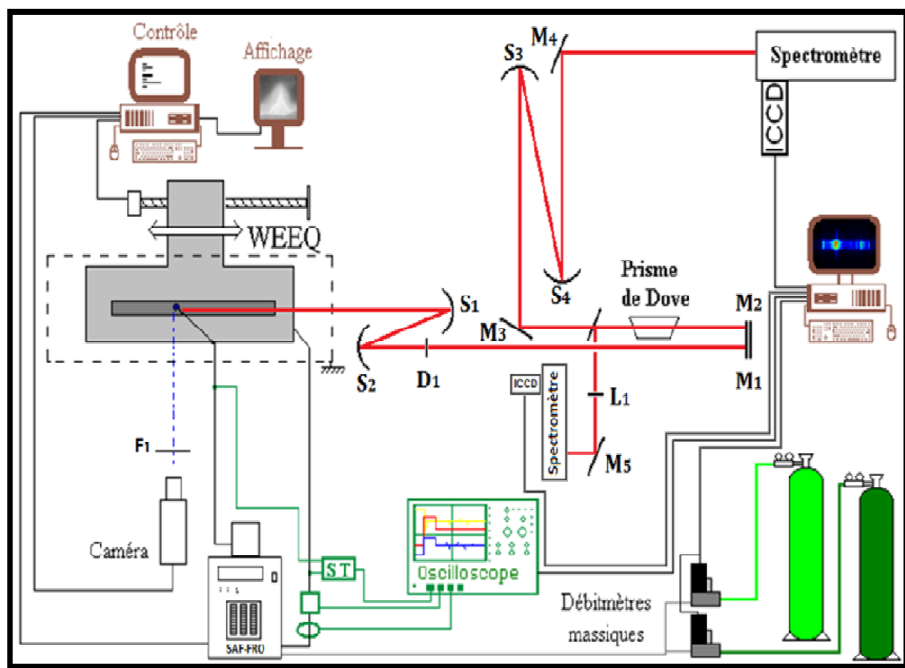 Contrôle
Affichage
S3
M4
Spectromètre
ICCD
WEEQ
S1
S4
Prisme
de Dove
M3
M2
S2
D1
M1
L1
ICCD
Spectromètre
M5
F1
Caméra
ST
Oscilloscope
Débitmètres
massiques
SAF-FRO